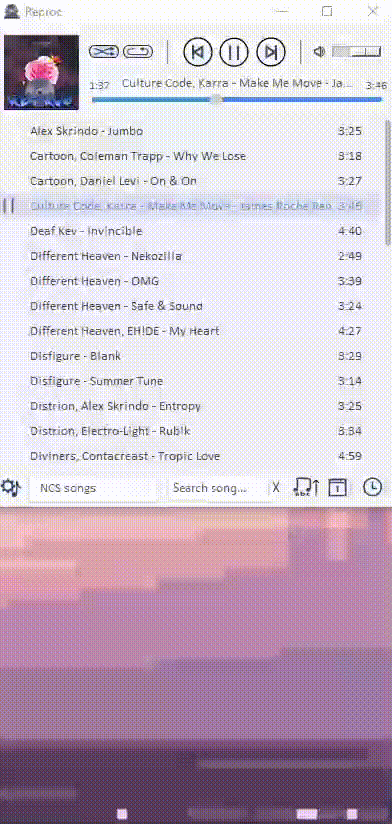 Reproc
1:37 Culture Code, Karra - Make Me Move - Ja... 3:46
Alex Skrindo - Jumbo 3:25
Cartoon, Coleman Trapp - Why We Lose 3:18
Cartoon, Daniel Levi - On & On 3:27
Culture Code, Karra - Make Me Move - James Roche Rem 3:46
Deaf Kev - Invincible 4:40
Different Heaven - Nekozilla 2:49
Different Heaven - OMG 3:39
Different Heaven - Safe & Sound 3:24
Different Heaven, EH!DE - My Heart 4:27
Disfigure - Blank 3:29
Disfigure - Summer Tune 3:14
Distrion, Alex Skrindo - Entropy 3:25
Distrion, Electro-Light - Rubik 3:34
Diviners, Contacreast - Tropic Love 4:59
NCS songs Search song... X